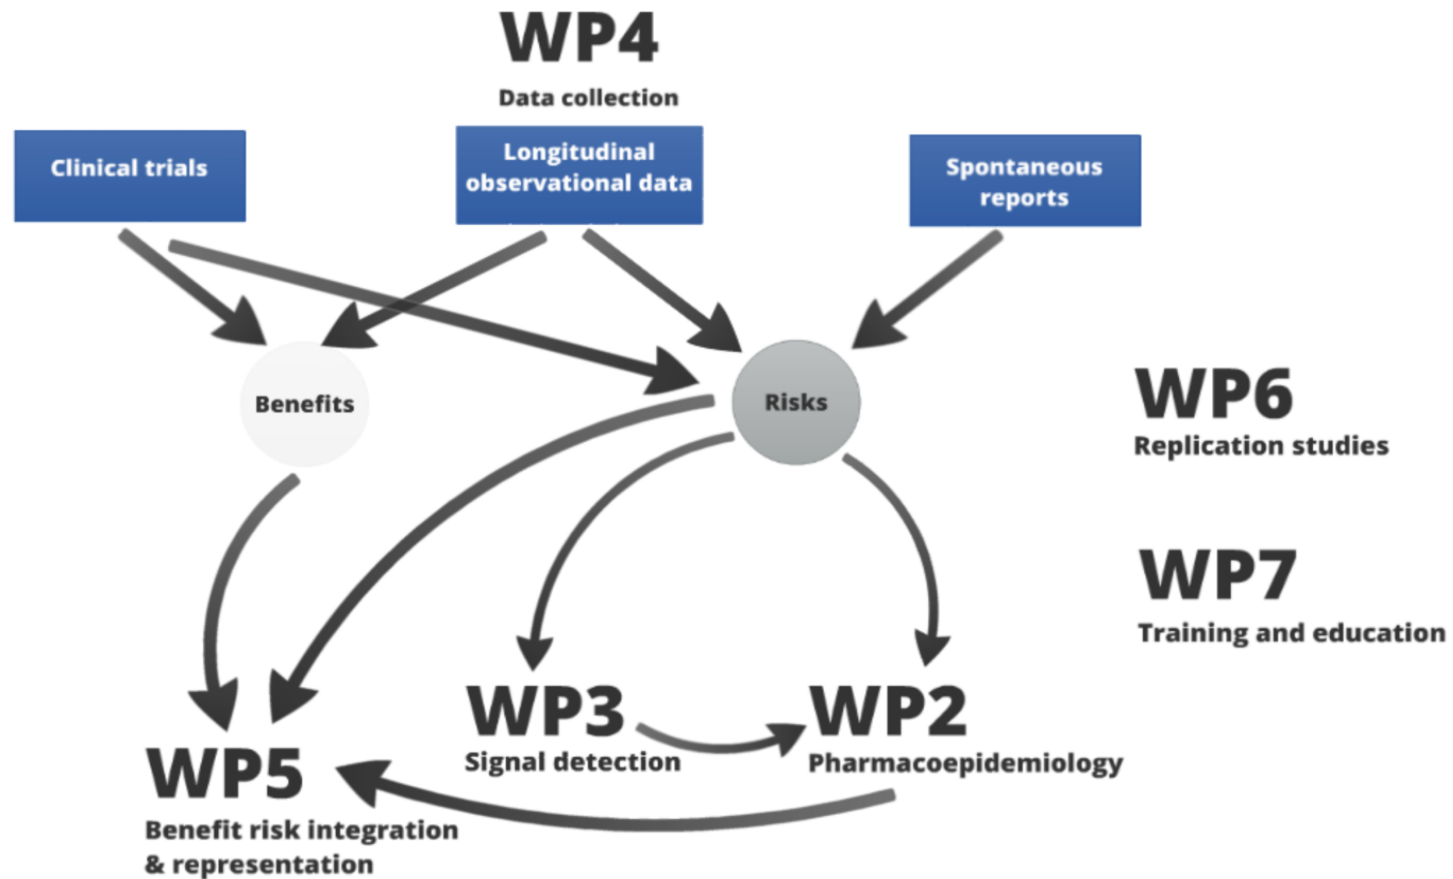 WP4
Data collection
Clinical trials
Longitudinal
observational data
Spontaneous
reports
Benefits
Risks
WP6
Replication studies
WP7
Training and education
WP3
Signal detection
WP2
Pharmacoepidemiology
WP5
Benefit risk integration
& representation